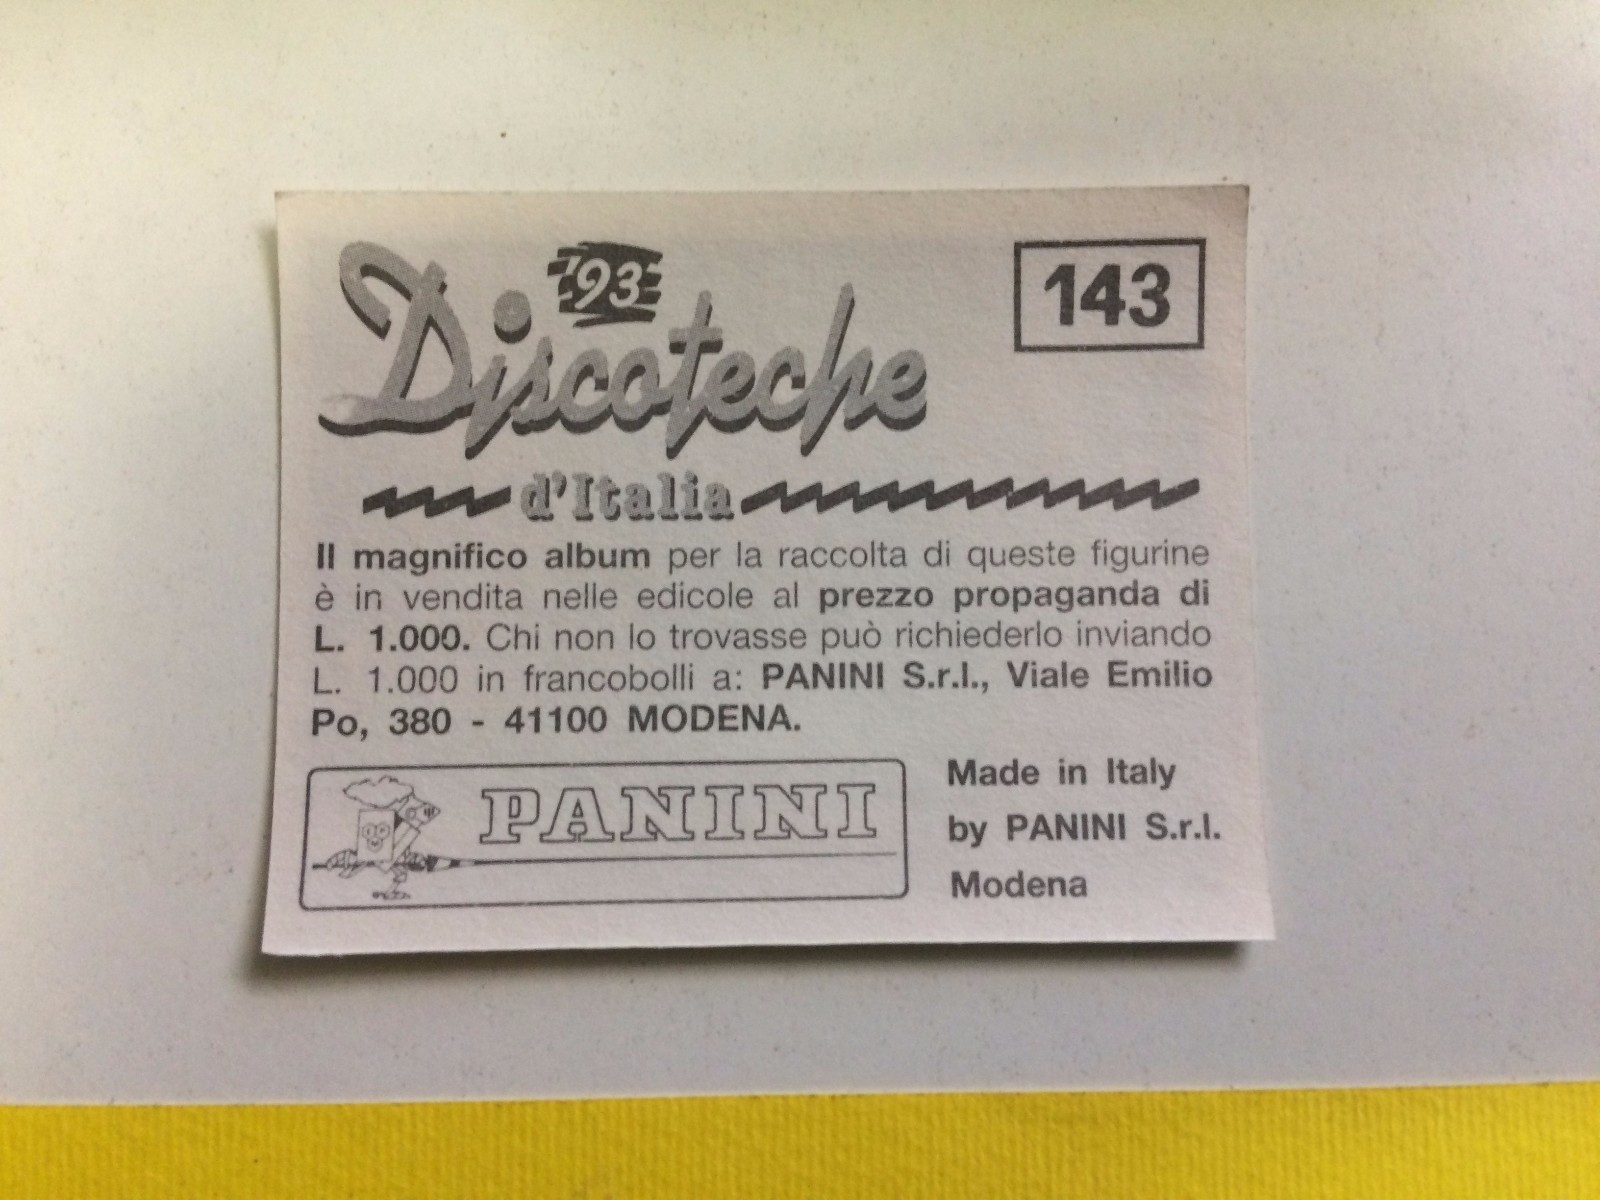 '93
143
Discoteche
d'Italia
Il magnifico album per la raccolta di queste figurine
è in vendita nelle edicole al prezzo propaganda di
L. 1.000. Chi non lo trovasse può richiederlo inviando
L. 1.000 in francobolli a: PANINI S.r.l., Viale Emilio
Po, 380 - 41100 MODENA.
PANINI
Made in Italy
by PANINI S.r.l.
Modena